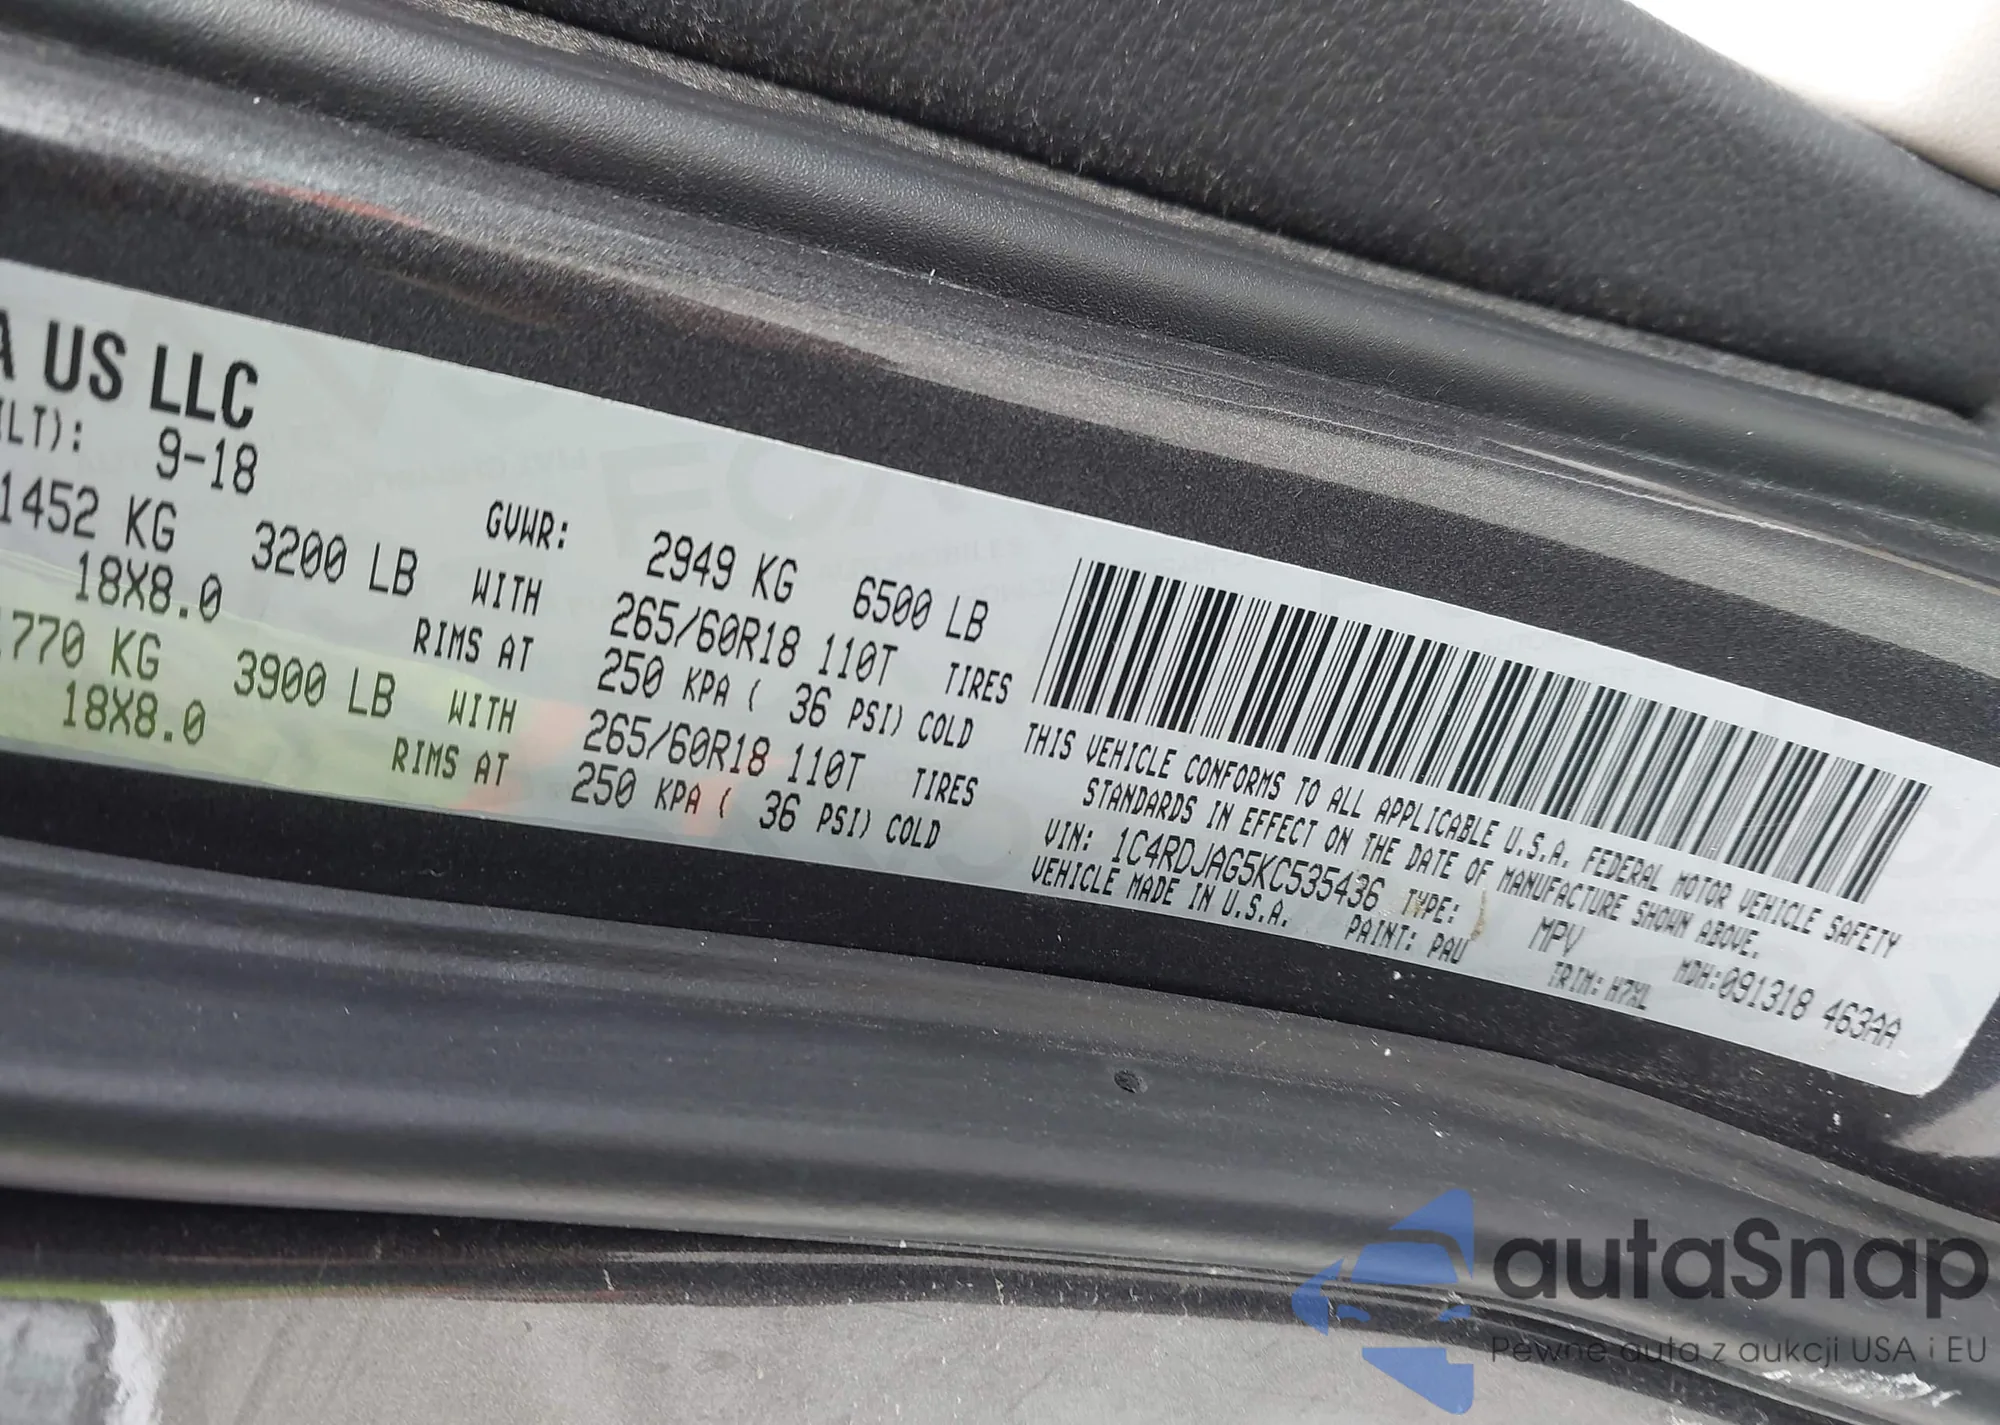 A US LLC
ILT): 9-18
GVWR: 2949 KG 6500 LB
1452 KG 3200 LB WITH 265/60R18 110T TIRES
18X8.0 RIMS AT 250 KPA ( 36 PSI) COLD
1770 KG 3900 LB WITH 265/60R18 110T TIRES
18X8.0 RIMS AT 250 KPA ( 36 PSI) COLD
THIS VEHICLE CONFORMS TO ALL APPLICABLE U.S.A. FEDERAL MOTOR VEHICLE SAFETY
STANDARDS IN EFFECT ON THE DATE OF MANUFACTURE SHOWN ABOVE.
VIN: 1C4RDJAG5KC535436 TYPE: MPV MDH:091318 463AA
VEHICLE MADE IN U.S.A. PAINT: PAU TRIM: H7XL
autaSnap
Pewne auta z aukcji USA i EU